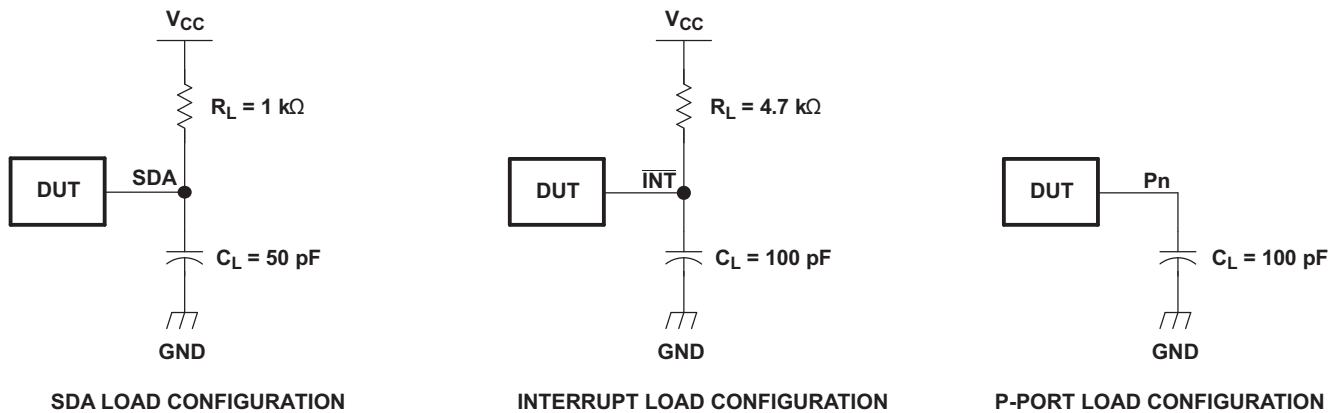 VCC
RL = 1 kΩ
DUT
SDA
CL = 50 pF
GND
SDA LOAD CONFIGURATION
VCC
RL = 4.7 kΩ
DUT
I̅N̅T̅
CL = 100 pF
GND
INTERRUPT LOAD CONFIGURATION
DUT
Pn
CL = 100 pF
GND
P-PORT LOAD CONFIGURATION